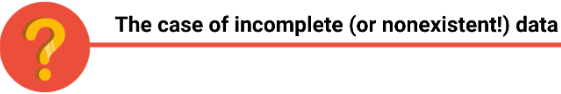 The case of incomplete (or nonexistent!) data